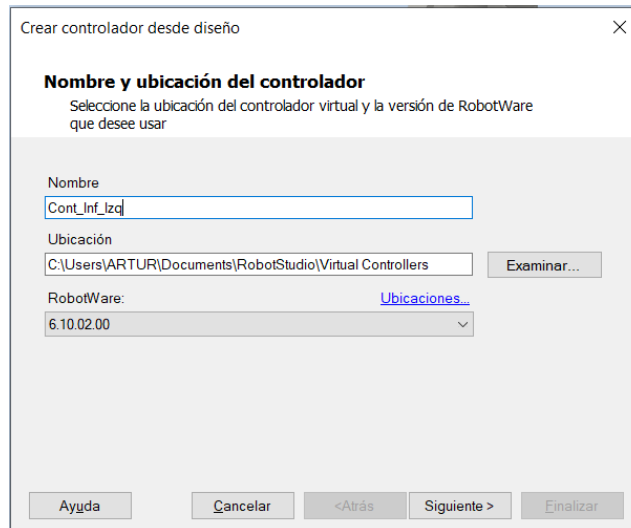 Crear controlador desde diseño
Nombre y ubicación del controlador
Seleccione la ubicación del controlador virtual y la versión de RobotWare
que desee usar
Nombre
Cont_Inf_Izq
Ubicación
C:\Users\ARTUR\Documents\RobotStudio\Virtual Controllers
Examinar...
RobotWare:
Ubicaciones...
6.10.02.00
Ayuda
Cancelar
<Atrás
Siguiente >
Finalizar